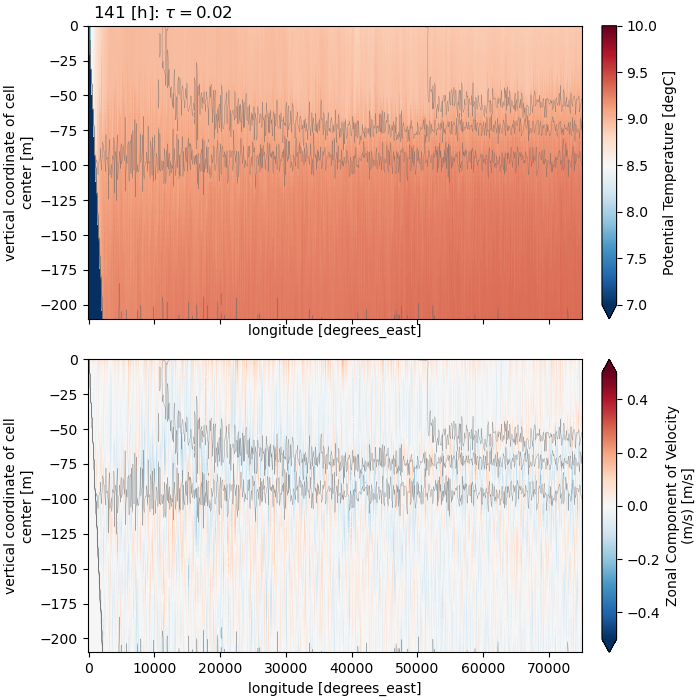 141 [h]: τ = 0.02
0
−25
−50
−75
−100
−125
−150
−175
−200
vertical coordinate of cell
center [m]
longitude [degrees_east]
10.0
9.5
9.0
8.5
8.0
7.5
7.0
Potential Temperature [degC]
0
−25
−50
−75
−100
−125
−150
−175
−200
vertical coordinate of cell
center [m]
0 10000 20000 30000 40000 50000 60000 70000
longitude [degrees_east]
0.4
0.2
0.0
−0.2
−0.4
Zonal Component of Velocity
(m/s) [m/s]